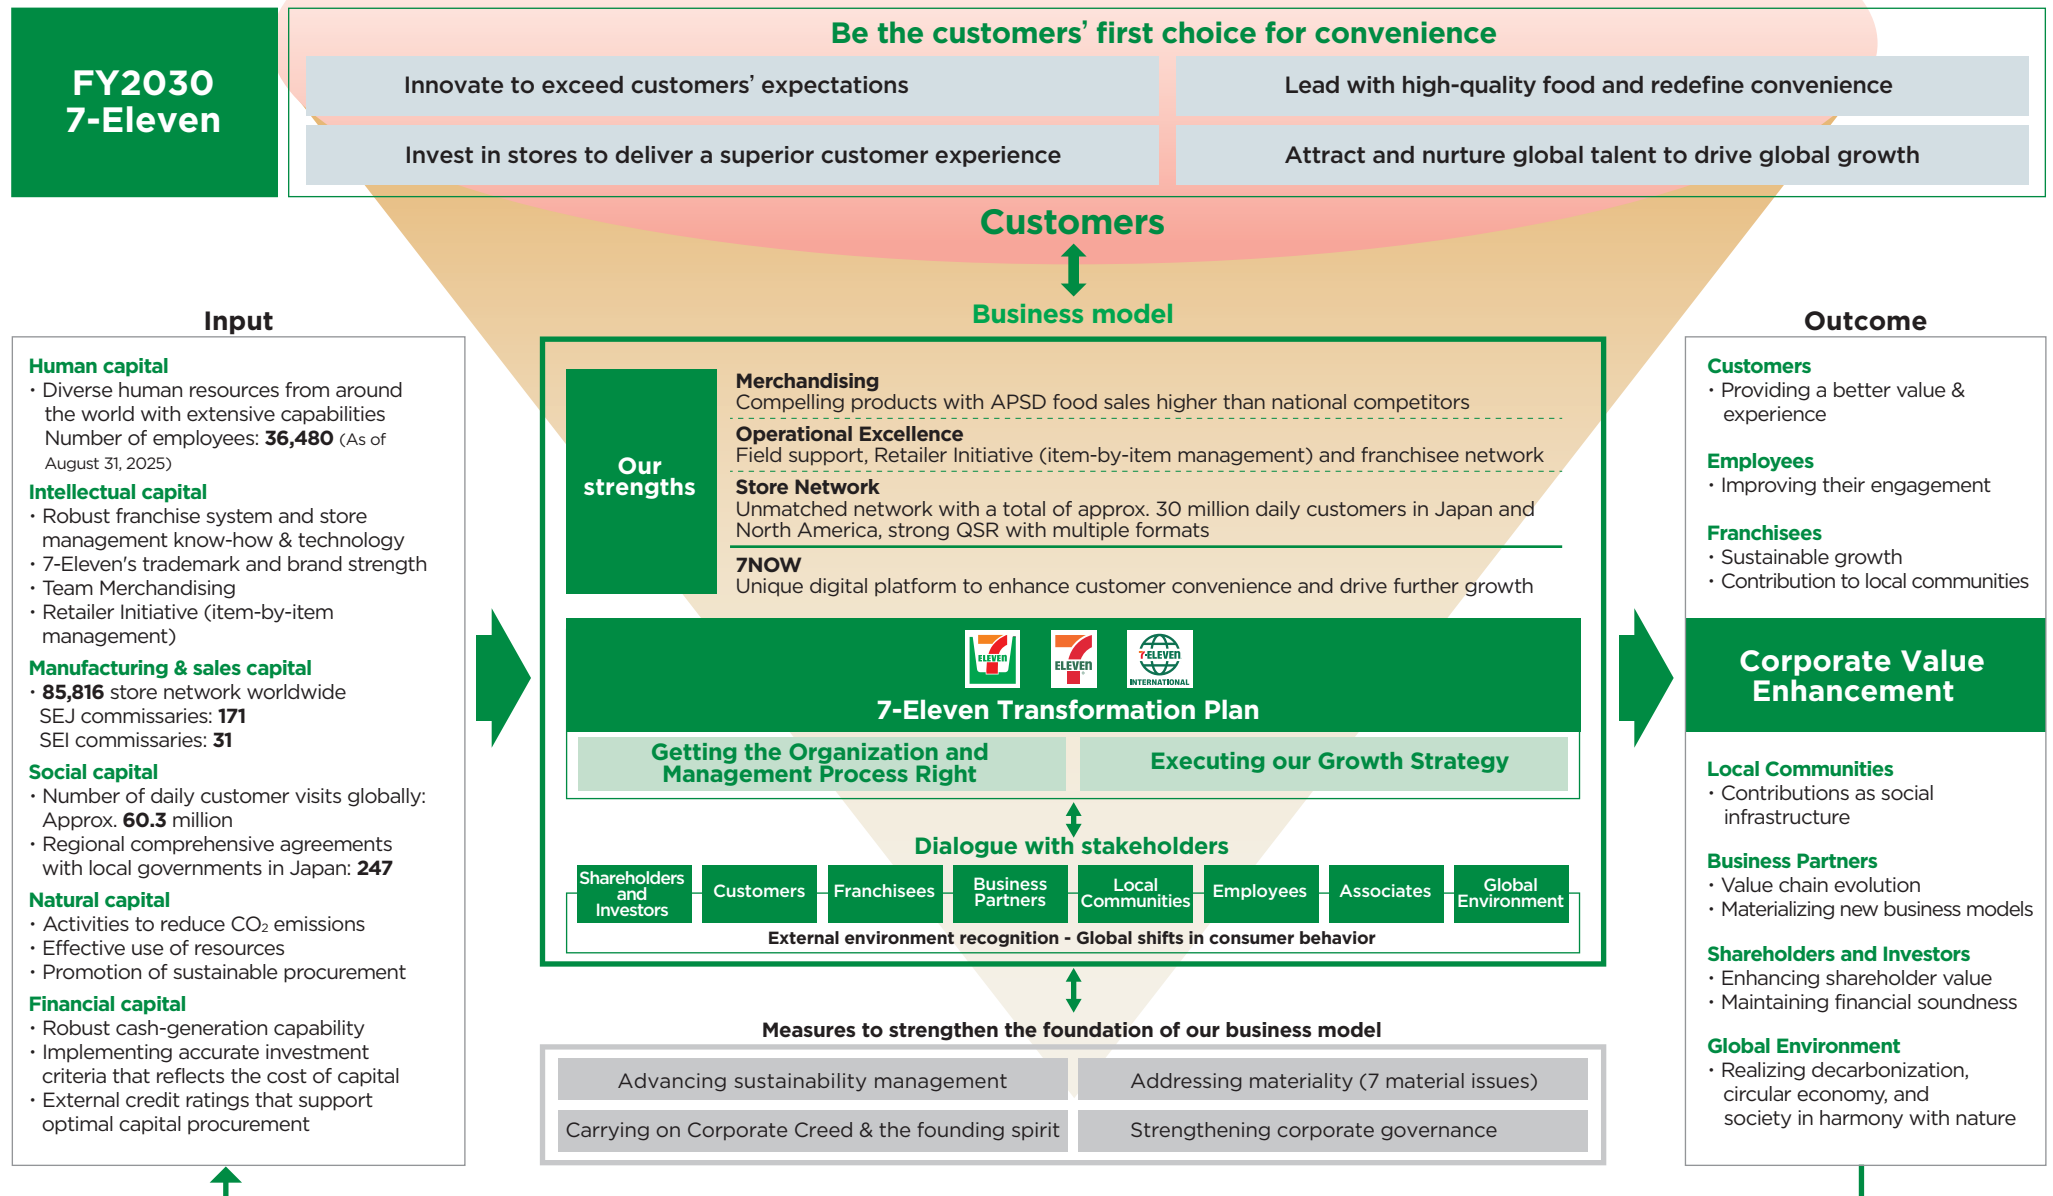 FY2030
7-Eleven
Be the customers’ first choice for convenience
Innovate to exceed customers’ expectations
Lead with high-quality food and redefine convenience
Invest in stores to deliver a superior customer experience
Attract and nurture global talent to drive global growth
Customers
Business model
Input
Human capital
・Diverse human resources from around
the world with extensive capabilities
Number of employees: 36,480 (As of
August 31, 2025)
Intellectual capital
・Robust franchise system and store
management know-how & technology
・7-Eleven's trademark and brand strength
・Team Merchandising
・Retailer Initiative (item-by-item
management)
Manufacturing & sales capital
・85,816 store network worldwide
SEJ commissaries: 171
SEI commissaries: 31
Social capital
・Number of daily customer visits globally:
Approx. 60.3 million
・Regional comprehensive agreements
with local governments in Japan: 247
Natural capital
・Activities to reduce CO₂ emissions
・Effective use of resources
・Promotion of sustainable procurement
Financial capital
・Robust cash-generation capability
・Implementing accurate investment
criteria that reflects the cost of capital
・External credit ratings that support
optimal capital procurement
Our
strengths
Merchandising
Compelling products with APSD food sales higher than national competitors
Operational Excellence
Field support, Retailer Initiative (item-by-item management) and franchisee network
Store Network
Unmatched network with a total of approx. 30 million daily customers in Japan and
North America, strong QSR with multiple formats
7NOW
Unique digital platform to enhance customer convenience and drive further growth
7 ELEVEN
7 ELEVEN
7-ELEVEN
INTERNATIONAL
7-Eleven Transformation Plan
Getting the Organization and
Management Process Right
Executing our Growth Strategy
Dialogue with stakeholders
Shareholders
and
Investors
Customers
Franchisees
Business
Partners
Local
Communities
Employees
Associates
Global
Environment
External environment recognition - Global shifts in consumer behavior
Measures to strengthen the foundation of our business model
Advancing sustainability management
Addressing materiality (7 material issues)
Carrying on Corporate Creed & the founding spirit
Strengthening corporate governance
Outcome
Customers
・Providing a better value &
experience
Employees
・Improving their engagement
Franchisees
・Sustainable growth
・Contribution to local communities
Corporate Value
Enhancement
Local Communities
・Contributions as social
infrastructure
Business Partners
・Value chain evolution
・Materializing new business models
Shareholders and Investors
・Enhancing shareholder value
・Maintaining financial soundness
Global Environment
・Realizing decarbonization,
circular economy, and
society in harmony with nature